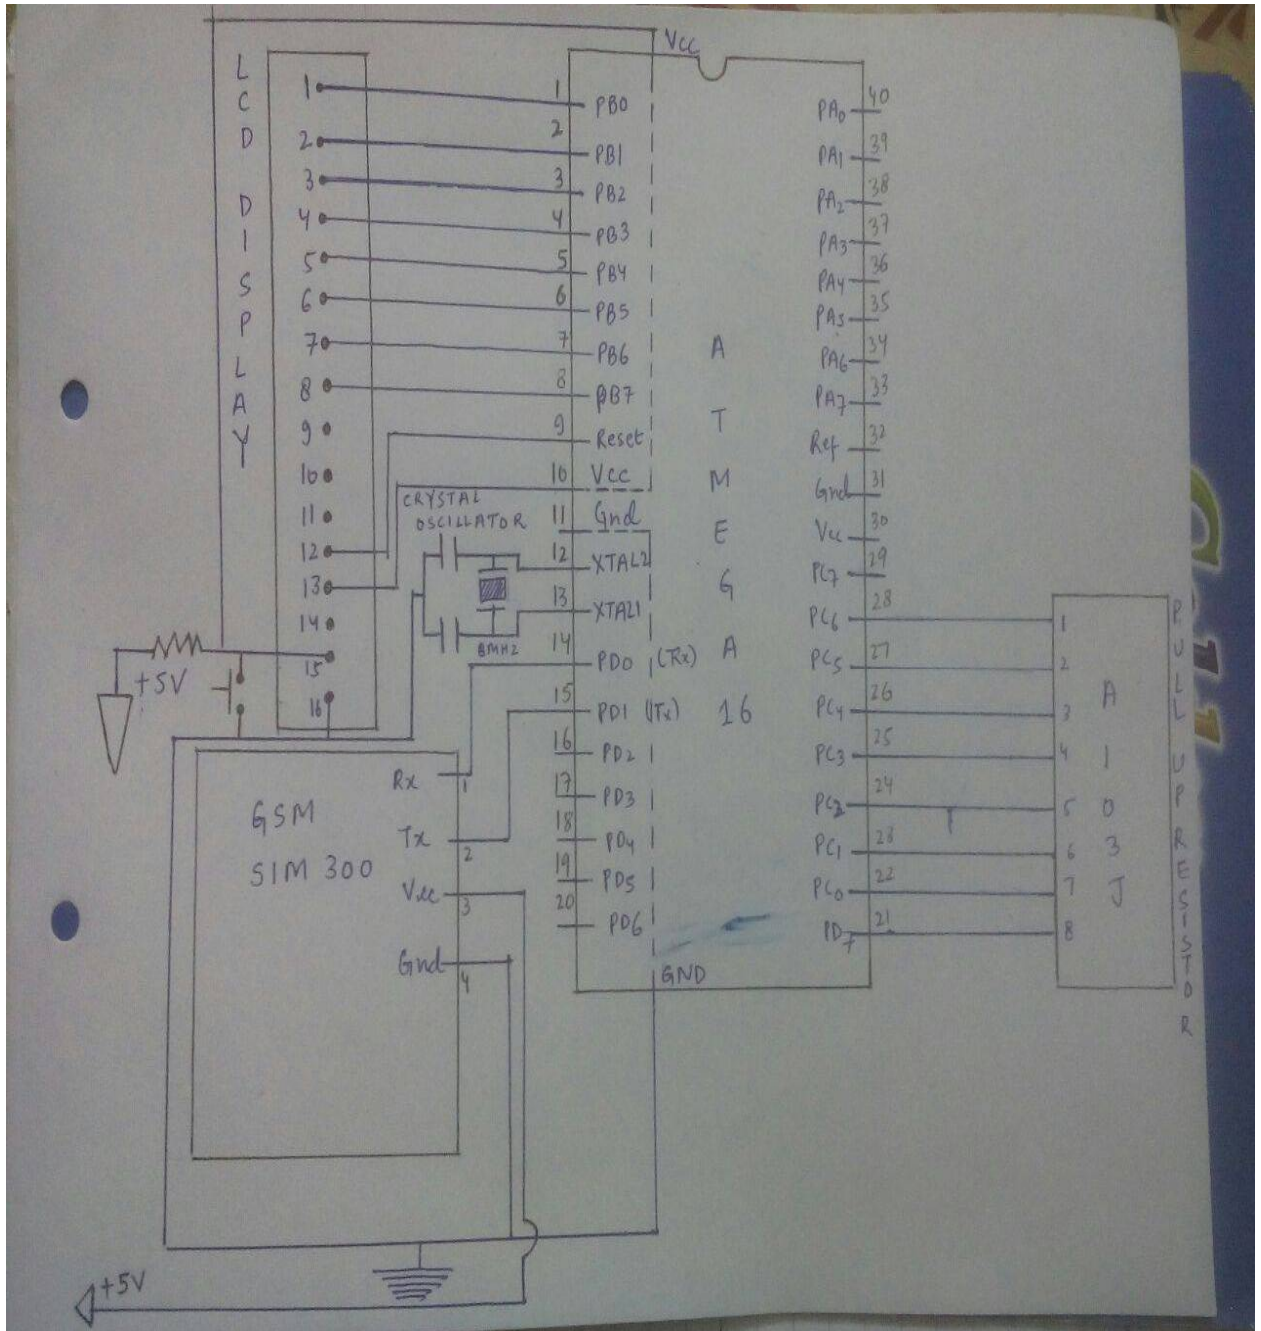 LCD DISPLAY
1
2
3
4
5
6
7
8
9
10
11
12
13
14
15
16
Vcc
1 PB0
2 PB1
3 PB2
4 PB3
5 PB4
6 PB5
7 PB6
8 PB7
9 Reset
10 Vcc
11 Gnd
12 XTAL2
13 XTAL1
14 PD0 (Rx)
15 PD1 (Tx)
16 PD2
17 PD3
18 PD4
19 PD5
20 PD6
GND
ATMEGA
16
PA0 40
PA1 39
PA2 38
PA3 37
PA4 36
PA5 35
PA6 34
PA7 33
Ref 32
Gnd 31
Vcc 30
PC7 29
PC6 28
PC5 27
PC4 26
PC3 25
PC2 24
PC1 23
PC0 22
PD7 21
CRYSTAL
OSCILLATOR
8MHZ
+5V
GSM
SIM 300
Rx 1
Tx 2
Vcc 3
Gnd 4
1
2
3
4
5
6
7
8
A103J
PULL UP RESISTOR
+5V